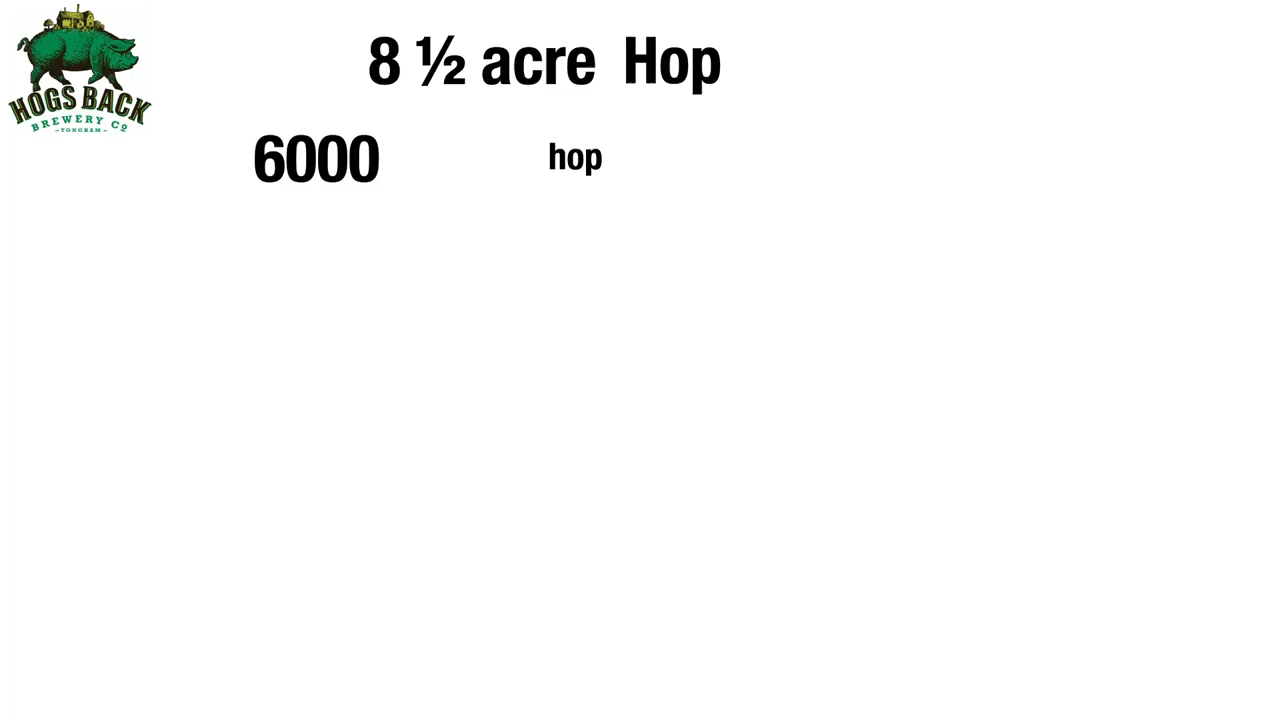 HOGS BACK
BREWERY Co
~TONGHAM~
8 ½ acre Hop
6000 hop